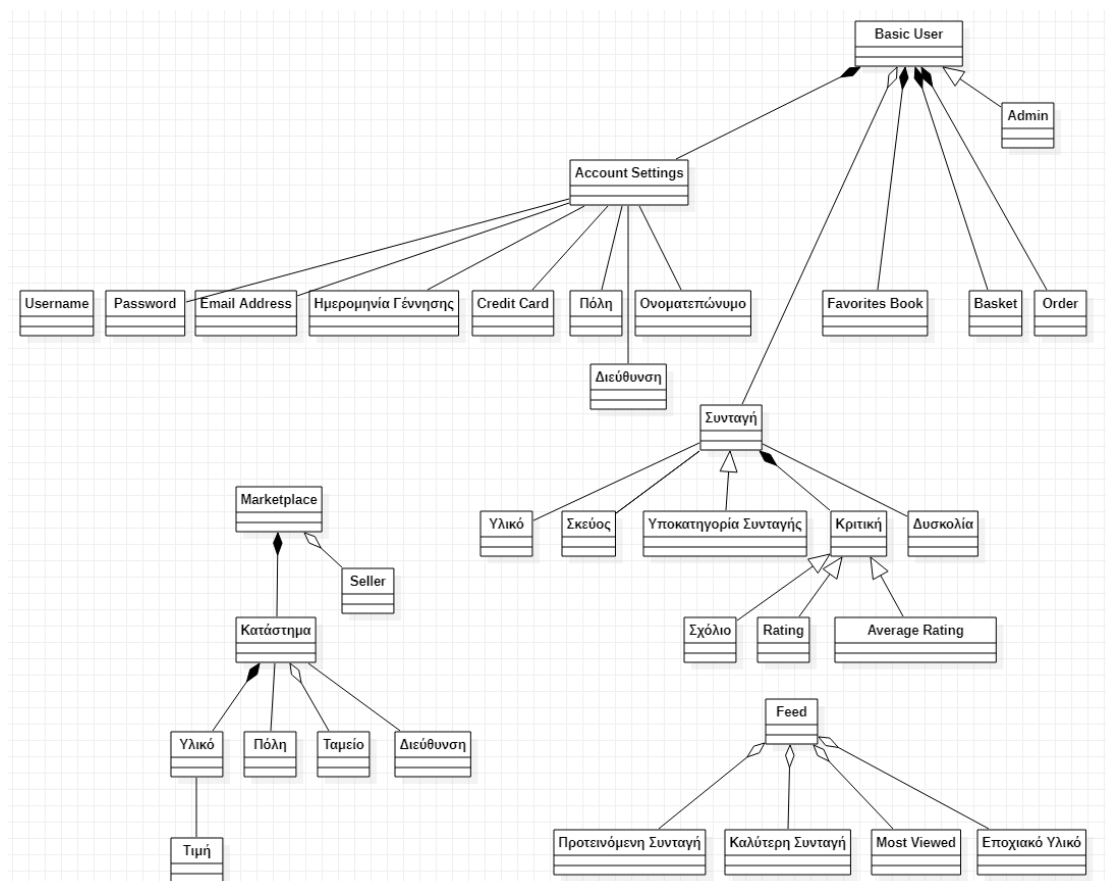 Basic User
Admin
Account Settings
Username
Password
Email Address
Ημερομηνία Γέννησης
Credit Card
Πόλη
Ονοματεπώνυμο
Favorites Book
Basket
Order
Διεύθυνση
Συνταγή
Marketplace
Υλικό
Σκεύος
Υποκατηγορία Συνταγής
Κριτική
Δυσκολία
Seller
Κατάστημα
Σχόλιο
Rating
Average Rating
Feed
Υλικό
Πόλη
Ταμείο
Διεύθυνση
Τιμή
Προτεινόμενη Συνταγή
Καλύτερη Συνταγή
Most Viewed
Εποχιακό Υλικό